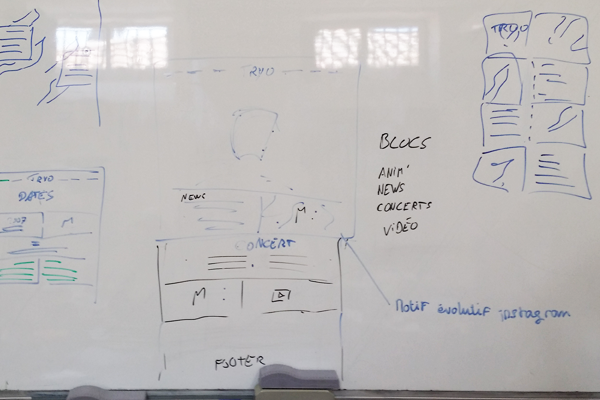 TRYO
TRYO
DATES
M
TRYO
NEWS
M:
CONCERT
M :
FOOTER
BLOCS
ANIM'
NEWS
CONCERTS
VIDÉO
Motif évolutif instagram